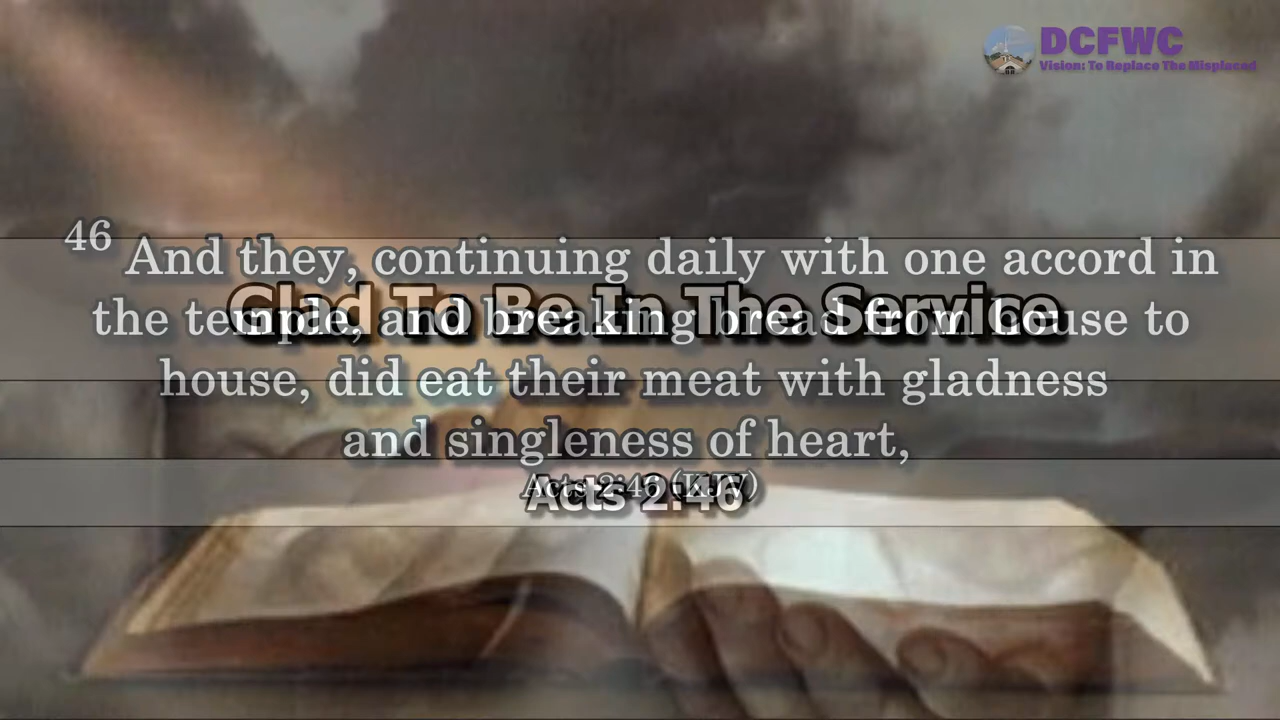 DCFWC
Vision: To Replace The Misplaced
46 And they, continuing daily with one accord in
Glad To Be In The Service
the temple, and breaking bread from house to
house, did eat their meat with gladness
and singleness of heart,
Acts 2:46 (KJV)
Acts 2:46